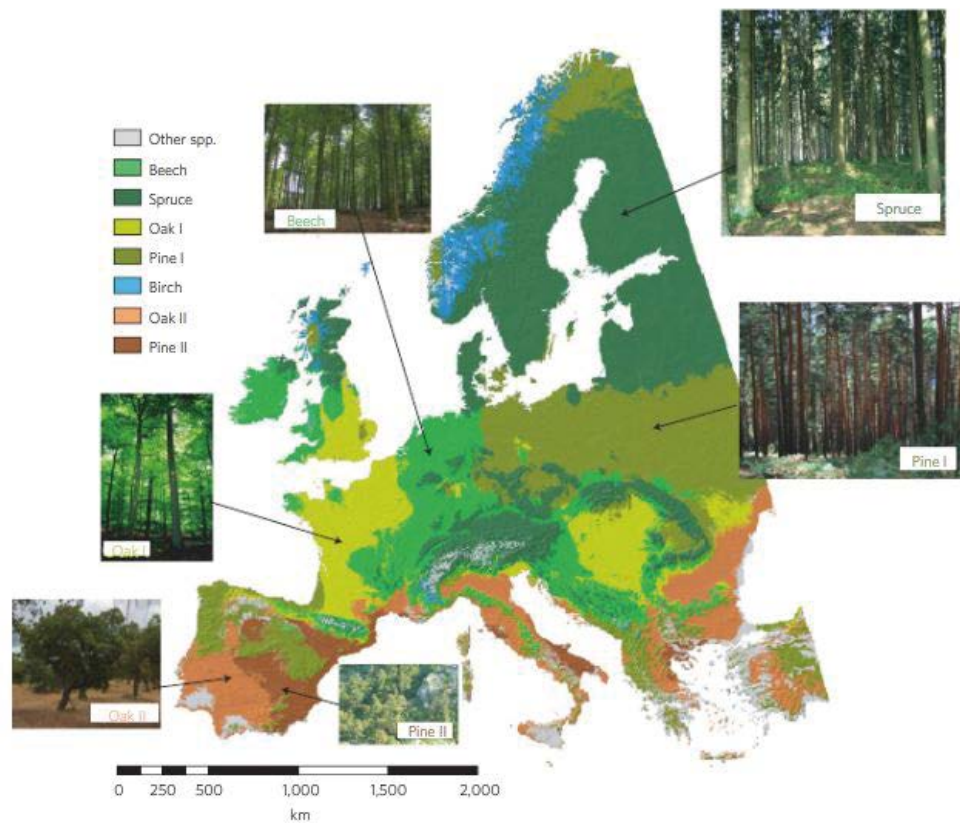 Other spp.
Beech
Spruce
Oak I
Pine I
Birch
Oak II
Pine II
Beech
Spruce
Pine I
Oak I
Oak II
Pine II
0 250 500 1,000 1,500 2,000
km